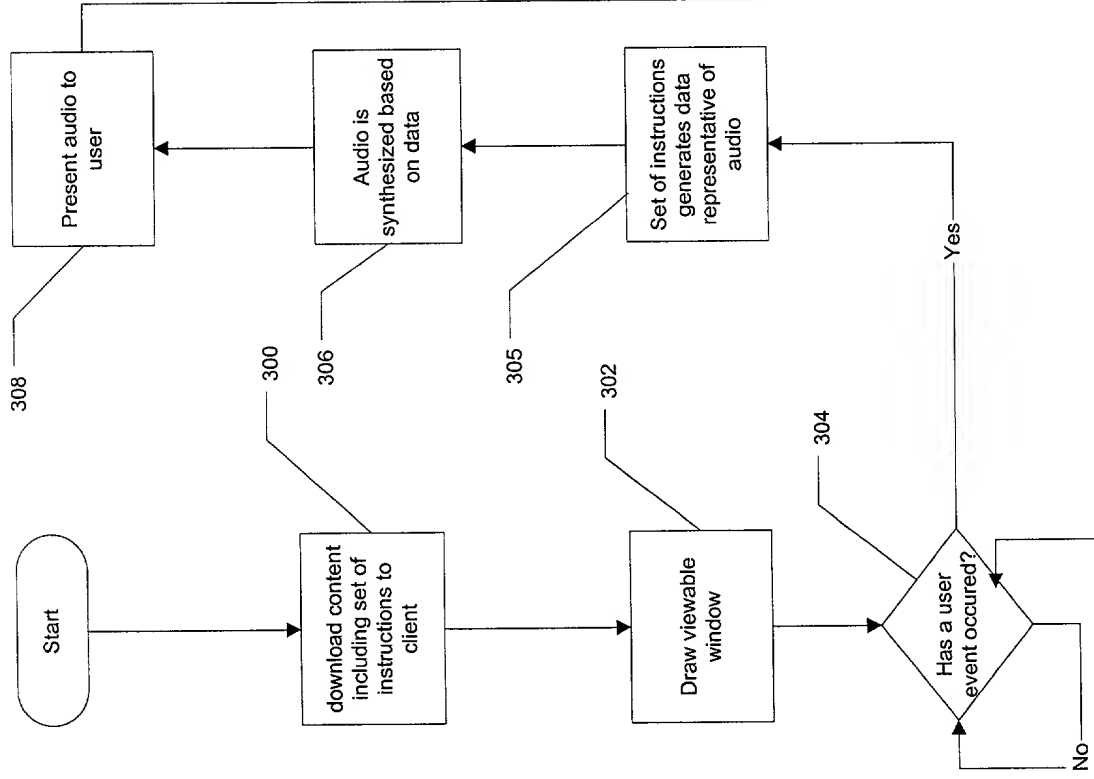 Start
300
download content
including set of
instructions to
client
302
Draw viewable
window
304
Has a user
event occured?
No
Yes
305
Set of instructions
generates data
representative of
audio
306
Audio is
synthesized based
on data
308
Present audio to
user